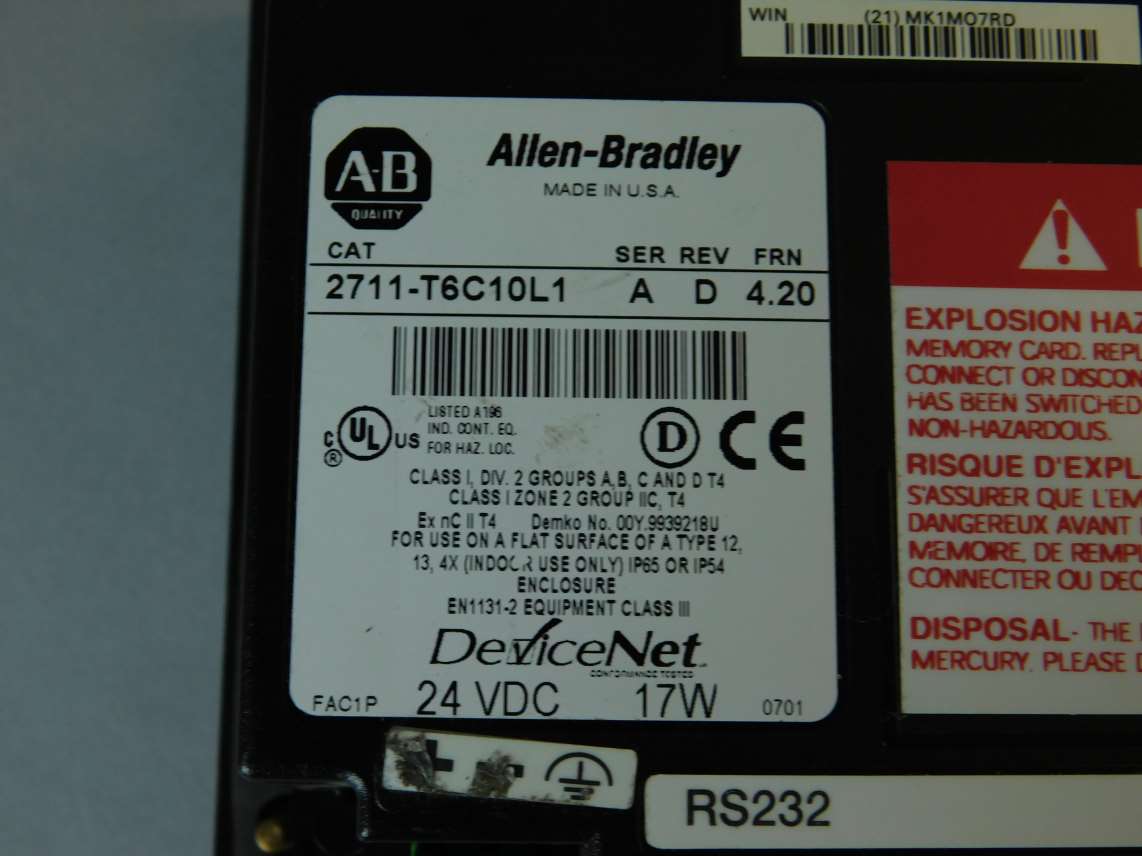 WIN (21) MK1MO7RD
A-B
QUALITY
Allen-Bradley
MADE IN U.S.A.
CAT SER REV FRN
2711-T6C10L1 A D 4.20
LISTED A196
IND. CONT. EQ.
FOR HAZ. LOC.
C UL US
®
D CE
CLASS I, DIV. 2 GROUPS A, B, C AND D T4
CLASS I ZONE 2 GROUP IIC, T4
Ex nC II T4 Demko No. 00Y.9939218U
FOR USE ON A FLAT SURFACE OF A TYPE 12,
13, 4X (INDOOR USE ONLY) IP65 OR IP54
ENCLOSURE
EN1131-2 EQUIPMENT CLASS III
DeviceNet
CONFORMANCE TESTED
FAC1P 24 VDC 17W 0701
+ -
RS232
EXPLOSION HAZ
MEMORY CARD. REPL
CONNECT OR DISCON
HAS BEEN SWITCHED
NON-HAZARDOUS.
RISQUE D'EXPL
S'ASSURER QUE L'EM
DANGEREUX AVANT
MEMOIRE, DE REMP
CONNECTER OU DEC
DISPOSAL- THE
MERCURY. PLEASE D